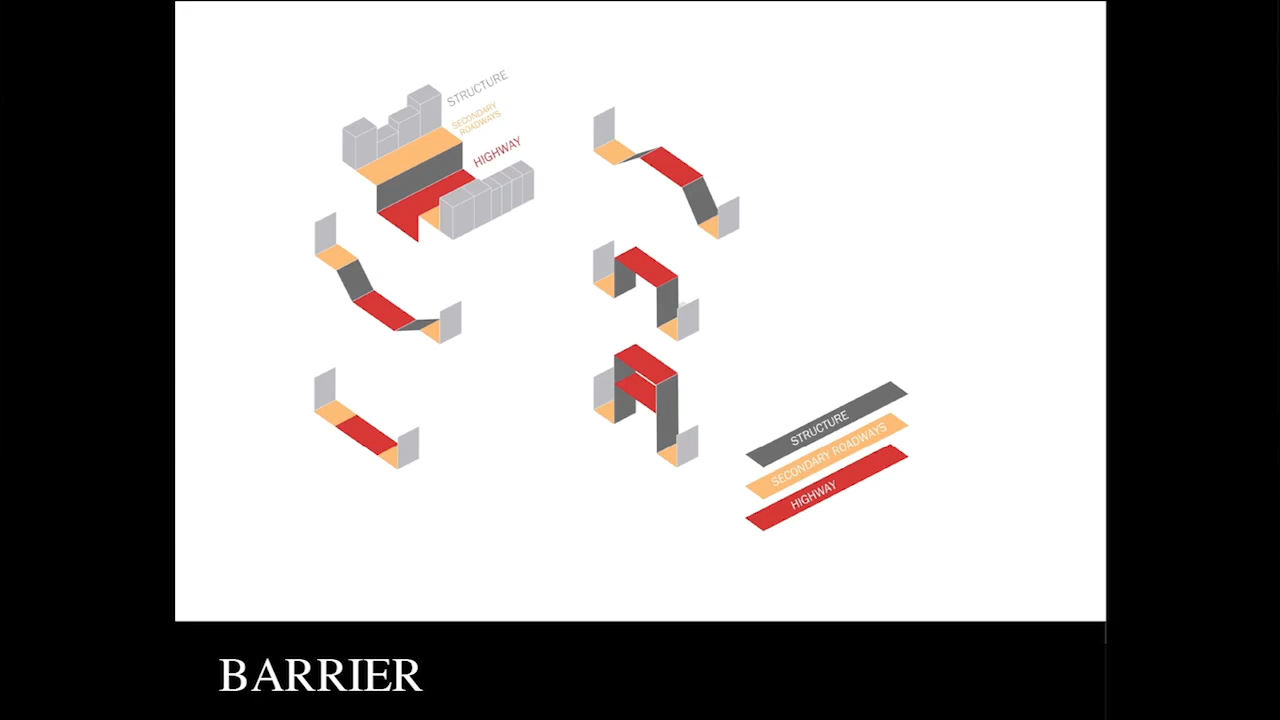 STRUCTURE
SECONDARY
ROADWAYS
HIGHWAY
STRUCTURE
SECONDARY ROADWAYS
HIGHWAY
BARRIER